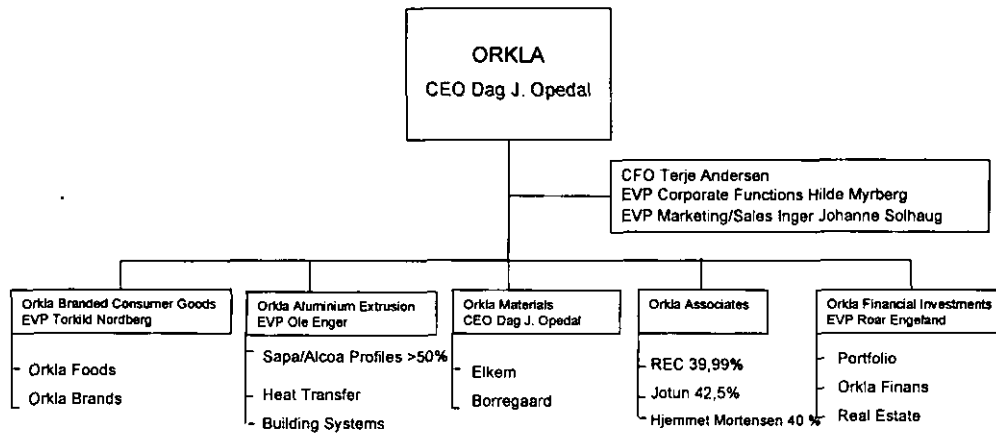 ORKLA
CEO Dag J. Opedal
CFO Terje Andersen
EVP Corporate Functions Hilde Myrberg
EVP Marketing/Sales Inger Johanne Solhaug
Orkla Branded Consumer Goods
EVP Torkild Nordberg
Orkla Foods
Orkla Brands
Orkla Aluminium Extrusion
EVP Ole Enger
Sapa/Alcoa Profiles >50%
Heat Transfer
Building Systems
Orkla Materials
CEO Dag J. Opedal
Elkem
Borregaard
Orkla Associates
REC 39,99%
Jotun 42,5%
Hjemmet Mortensen 40 %
Orkla Financial Investments
EVP Roar Engeland
Portfolio
Orkla Finans
Real Estate